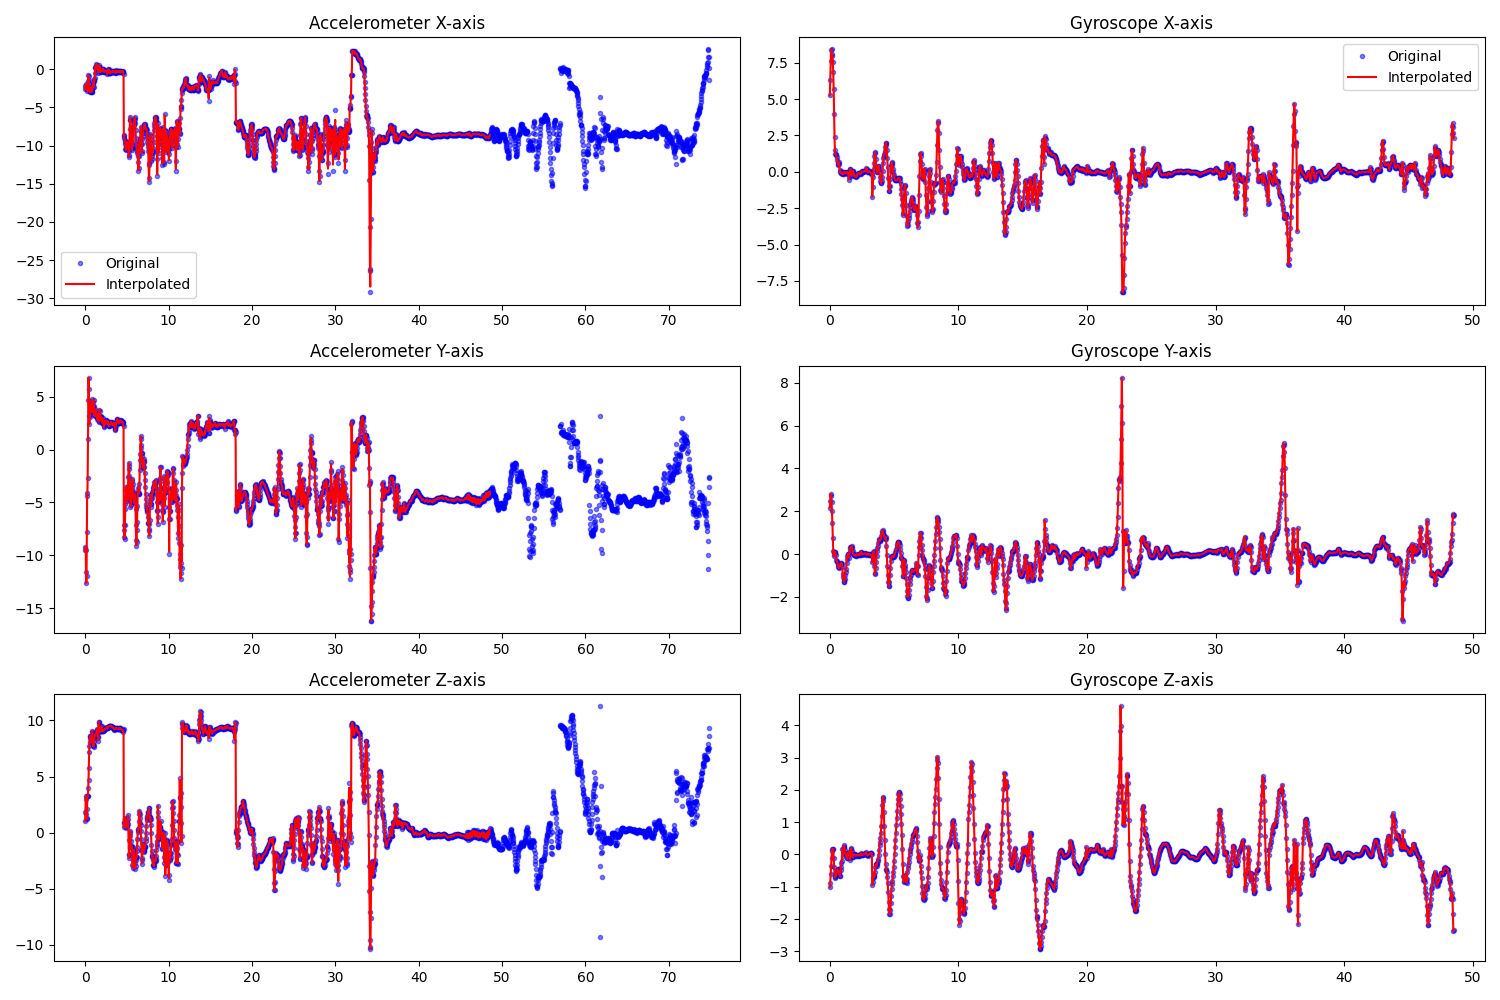 Accelerometer X-axis
0
−5
−10
−15
−20
−25
−30
Original
Interpolated
0 10 20 30 40 50 60 70
Gyroscope X-axis
7.5
5.0
2.5
0.0
−2.5
−5.0
−7.5
Original
Interpolated
0 10 20 30 40 50
Accelerometer Y-axis
5
0
−5
−10
−15
0 10 20 30 40 50 60 70
Gyroscope Y-axis
8
6
4
2
0
−2
0 10 20 30 40 50
Accelerometer Z-axis
10
5
0
−5
−10
0 10 20 30 40 50 60 70
Gyroscope Z-axis
4
3
2
1
0
−1
−2
−3
0 10 20 30 40 50